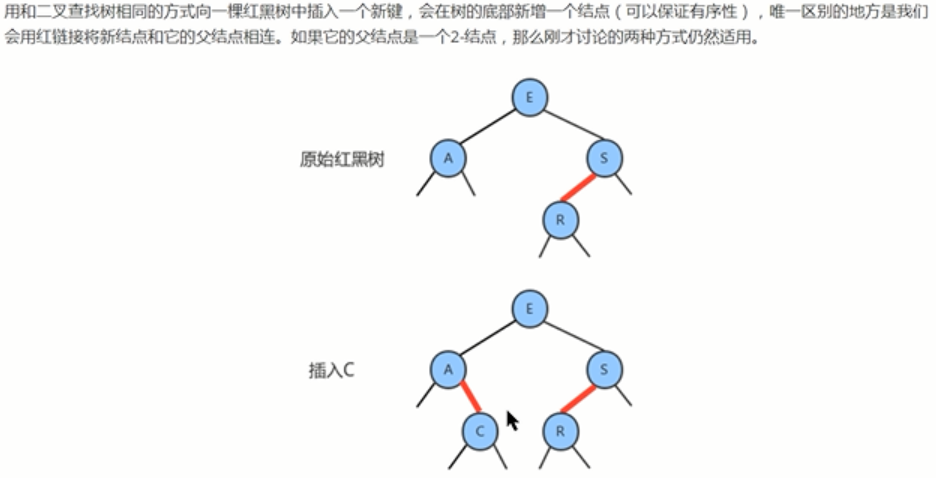 用和二叉查找树相同的方式向一棵红黑树中插入一个新键，会在树的底部新增一个结点（可以保证有序性），唯一区别的地方是我们
会用红链接将新结点和它的父结点相连。如果它的父结点是一个2-结点，那么刚才讨论的两种方式仍然适用。
E
原始红黑树
A
S
R
E
插入C
A
S
C
R